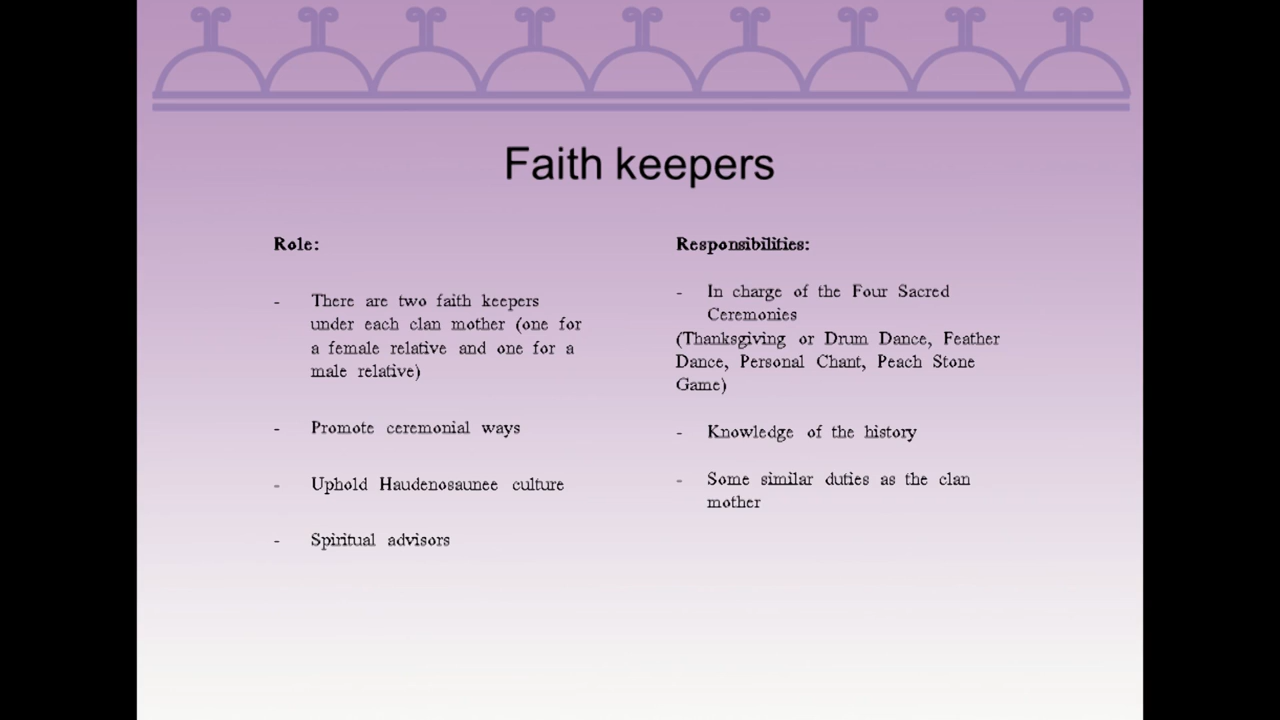 Faith keepers
Role:
- There are two faith keepers
under each clan mother (one for
a female relative and one for a
male relative)
- Promote ceremonial ways
- Uphold Haudenosaunee culture
- Spiritual advisors
Responsibilities:
- In charge of the Four Sacred
Ceremonies
(Thanksgiving or Drum Dance, Feather
Dance, Personal Chant, Peach Stone
Game)
- Knowledge of the history
- Some similar duties as the clan
mother